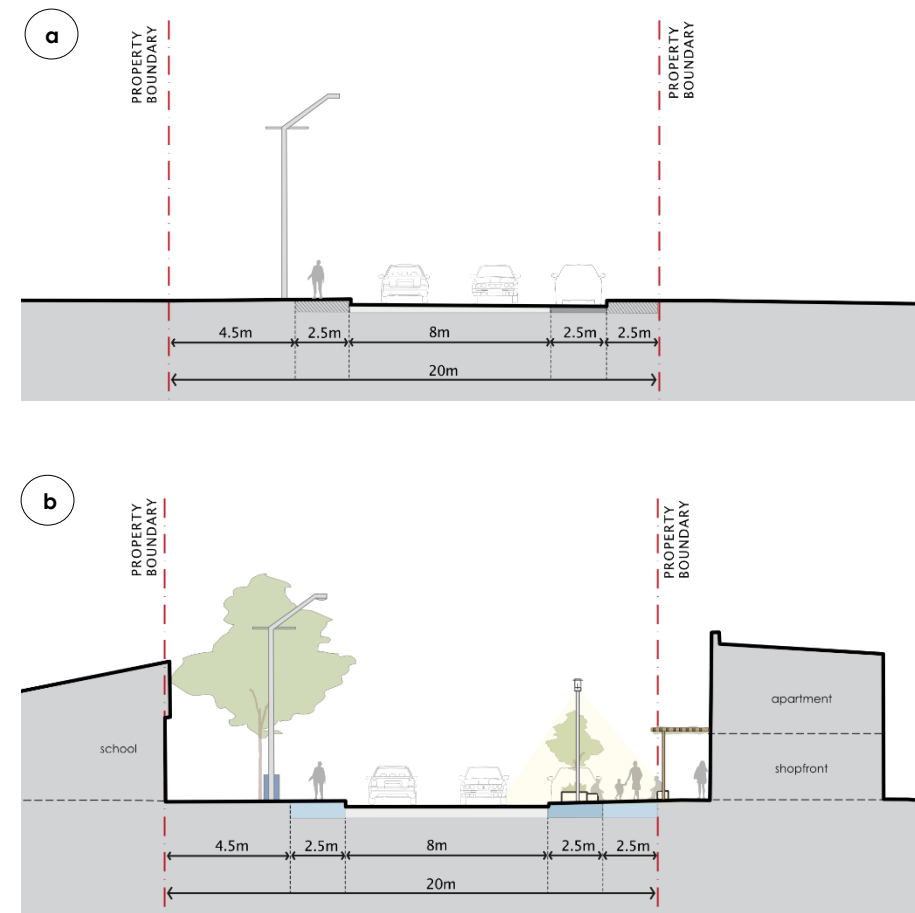 a
PROPERTY
BOUNDARY
PROPERTY
BOUNDARY
4.5m
2.5m
8m
2.5m
2.5m
20m
b
PROPERTY
BOUNDARY
PROPERTY
BOUNDARY
school
apartment
shopfront
4.5m
2.5m
8m
2.5m
2.5m
20m